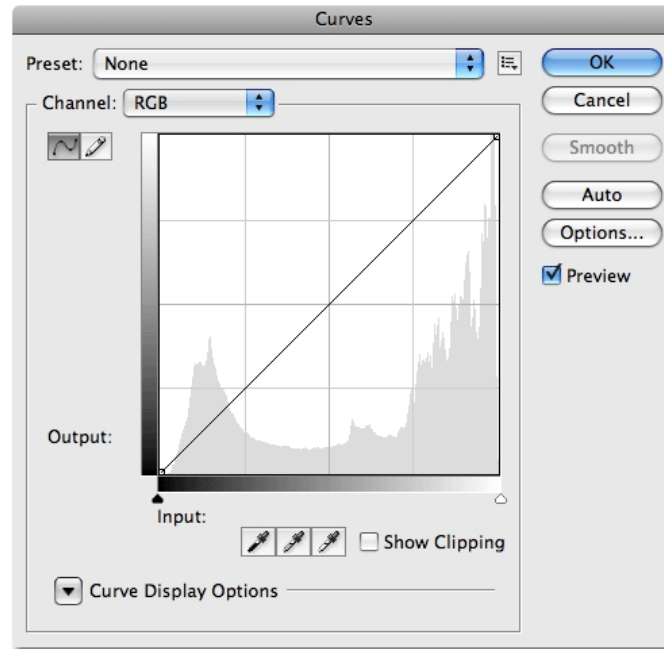 Curves
Preset: None
OK
Channel: RGB
Cancel
Smooth
Auto
Options...
Preview
Output:
Input:
Show Clipping
Curve Display Options